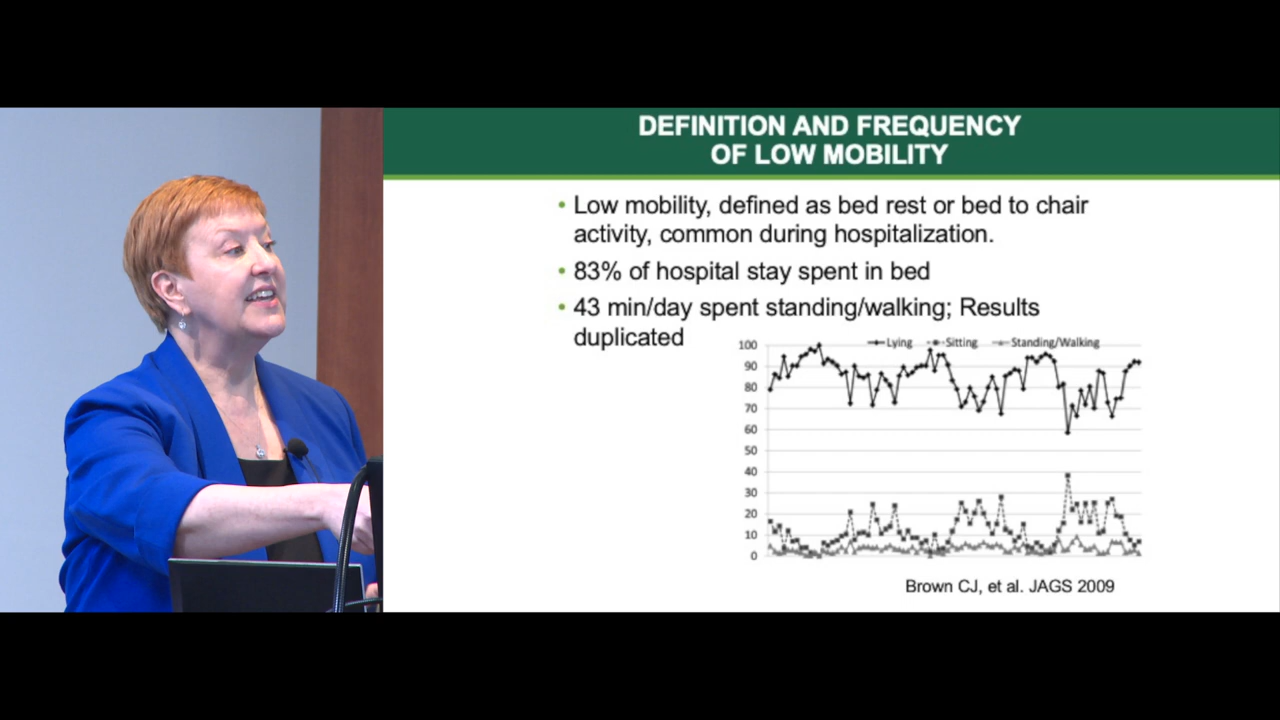 DEFINITION AND FREQUENCY
OF LOW MOBILITY
• Low mobility, defined as bed rest or bed to chair
activity, common during hospitalization.
• 83% of hospital stay spent in bed
• 43 min/day spent standing/walking; Results
duplicated
Lying Sitting Standing/Walking
100
90
80
70
60
50
40
30
20
10
0
Brown CJ, et al. JAGS 2009